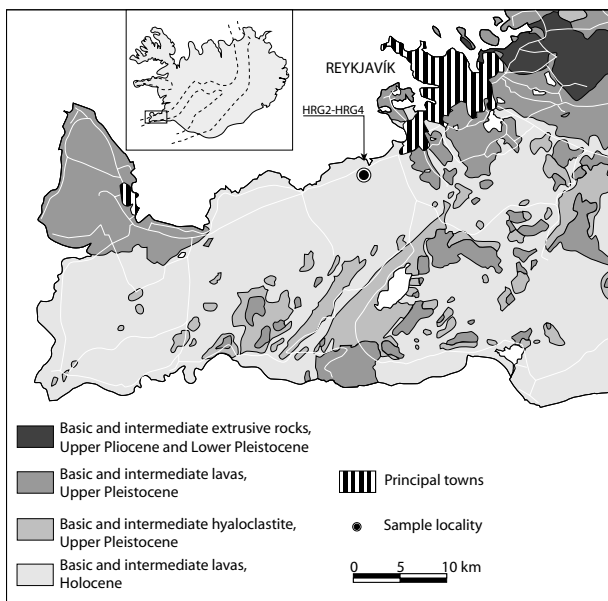 REYKJAVÍK
HRG2-HRG4
Basic and intermediate extrusive rocks,
Upper Pliocene and Lower Pleistocene
Basic and intermediate lavas,
Upper Pleistocene
Basic and intermediate hyaloclastite,
Upper Pleistocene
Basic and intermediate lavas,
Holocene
Principal towns
Sample locality
0 5 10 km